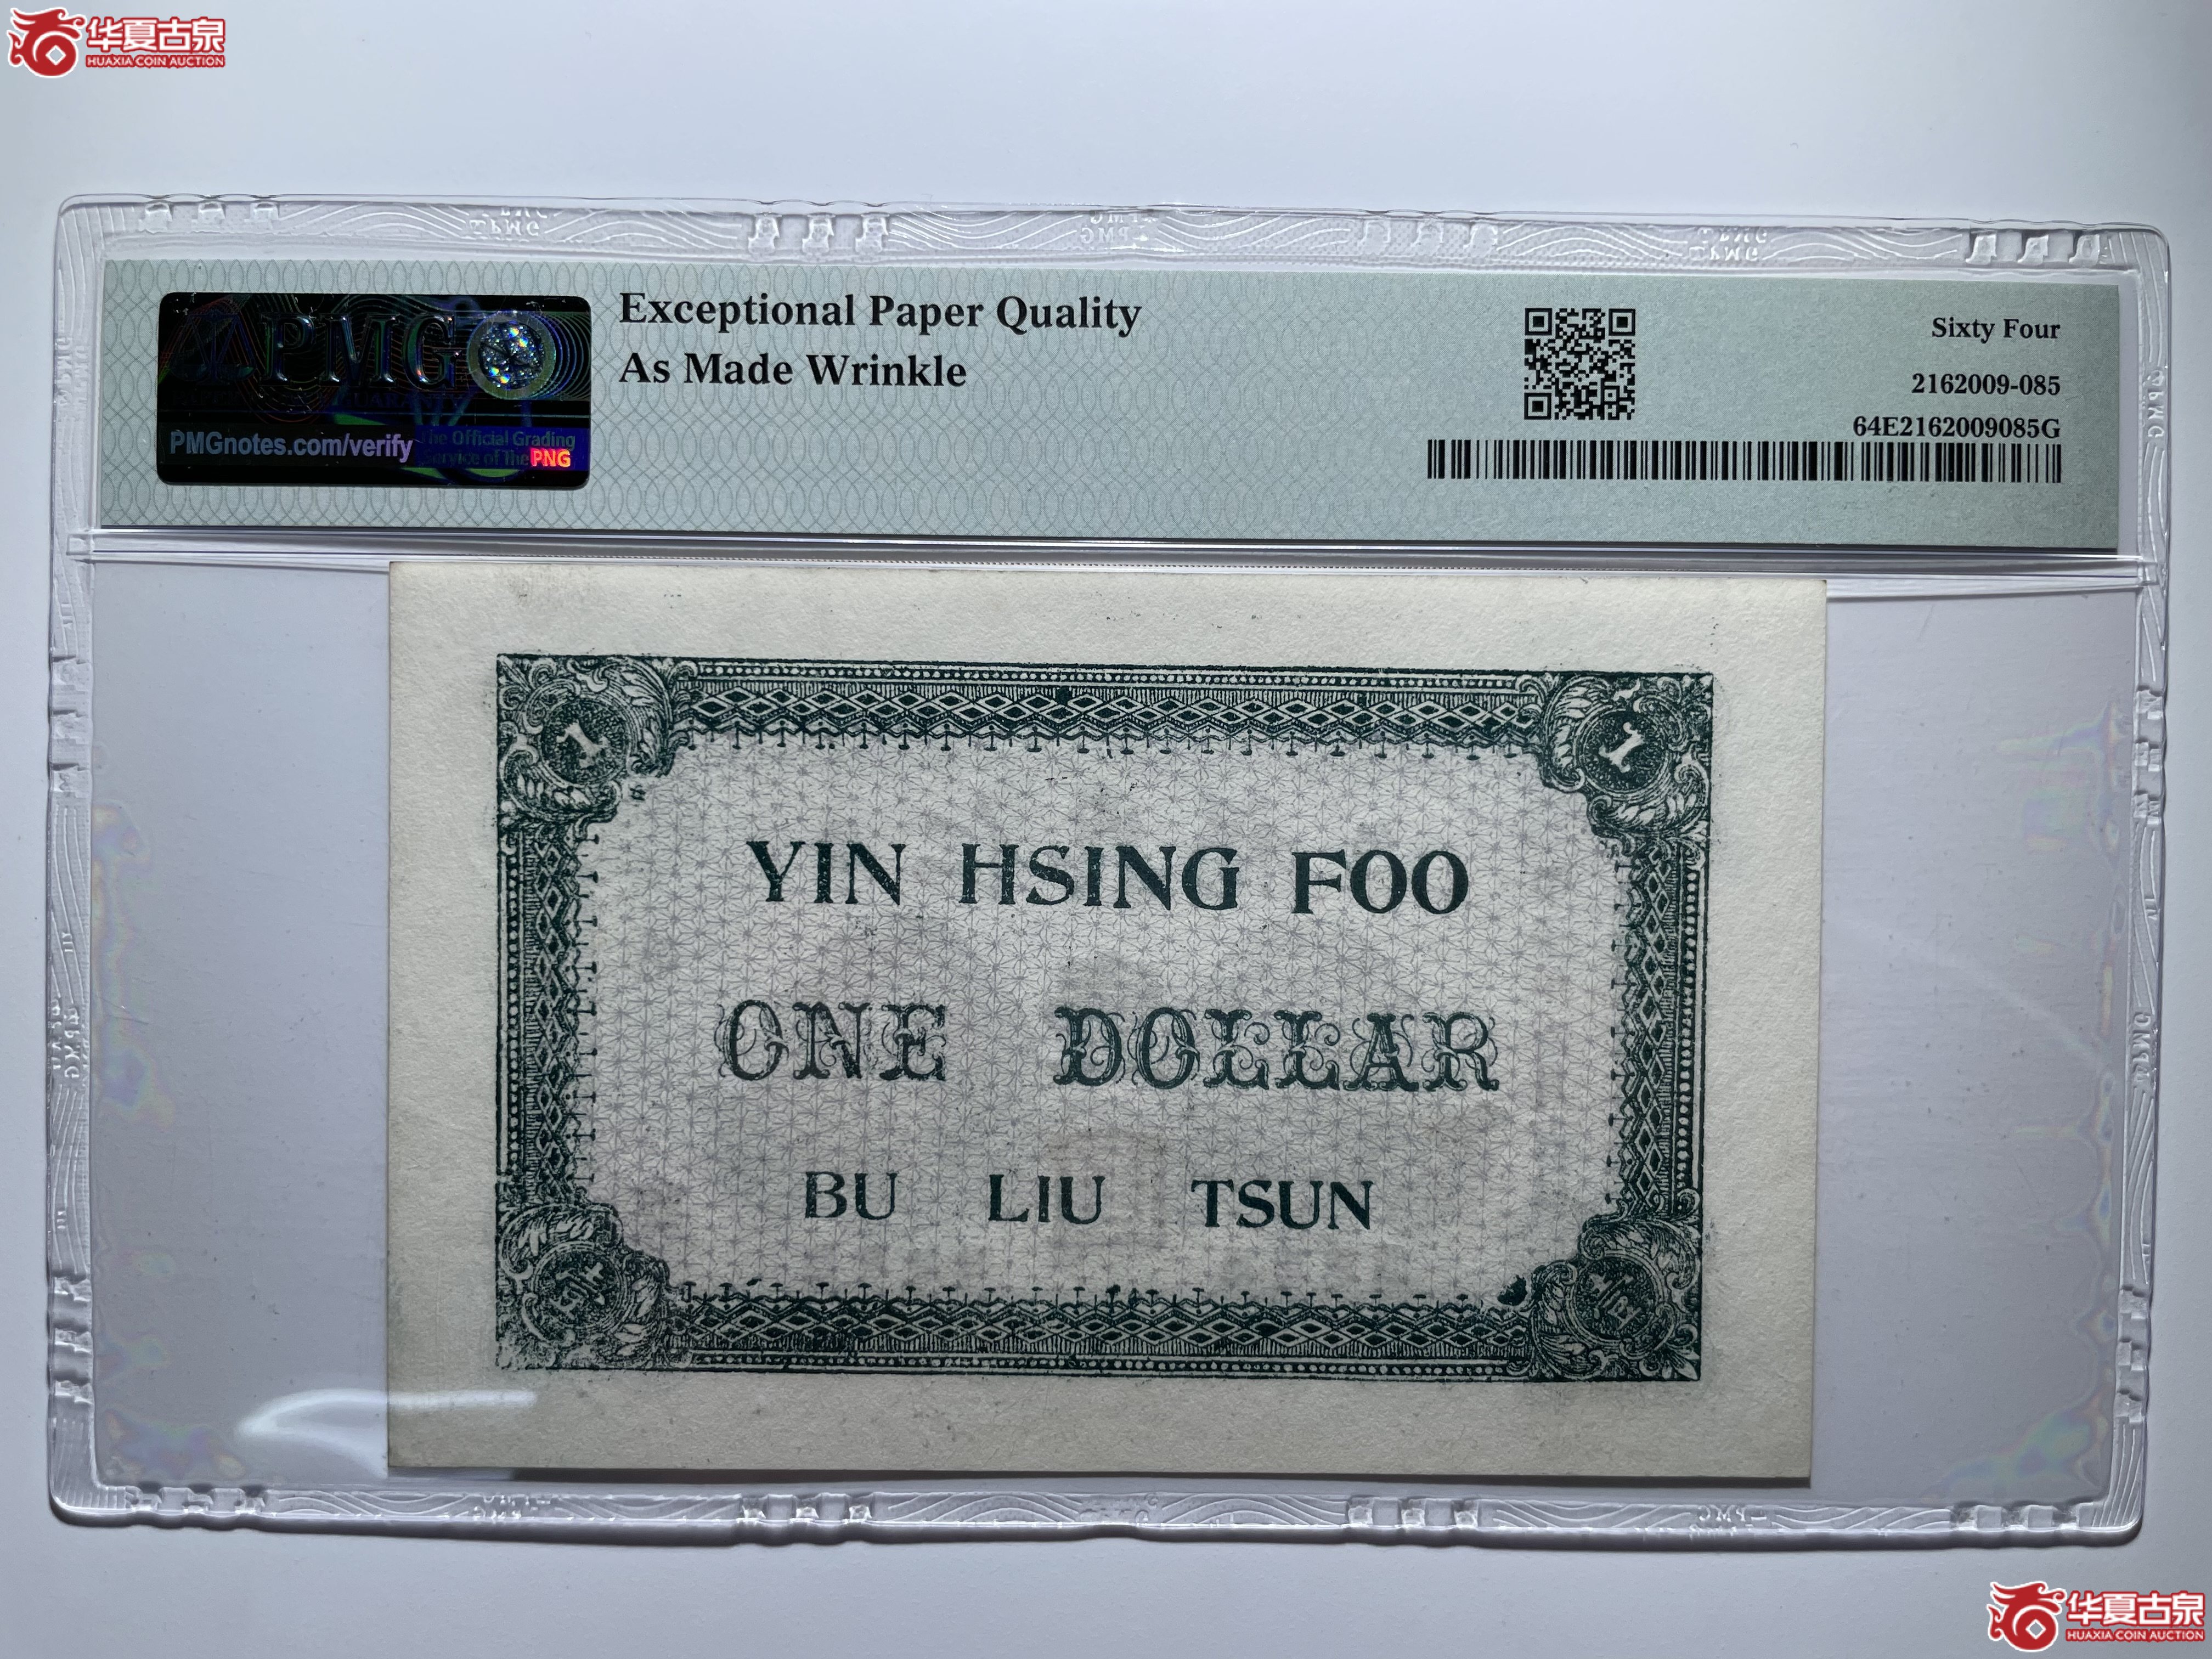 华夏古泉
HUAXIA COIN AUCTION
PMG
PMGnotes.com/verify
The Official Grading
Service of The PNG
Exceptional Paper Quality
As Made Wrinkle
Sixty Four
2162009-085
64E2162009085G
1
1
YIN HSING FOO
ONE DOLLAR
BU LIU TSUN
华夏古泉
HUAXIA COIN AUCTION